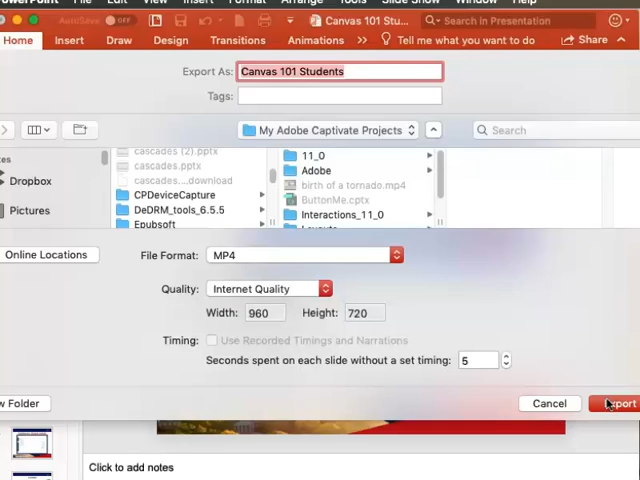 PowerPoint File Edit View Insert Format Arrange Tools Slide Show Window Help
AutoSave OFF Canvas 101 Stu... Search in Presentation
Home Insert Draw Design Transitions Animations Tell me what you want to do Share
Export As: Canvas 101 Students
Tags:
My Adobe Captivate Projects Search
cascades (2).pptx
cascades.pptx
cascades....download
CPDeviceCapture
DeDRM_tools_6.5.5
Epubsoft
11_0
Adobe
birth of a tornado.mp4
ButtonMe.cptx
Interactions_11_0
Layouts
Dropbox
Pictures
Online Locations
File Format: MP4
Quality: Internet Quality
Width: 960 Height: 720
Timing: Use Recorded Timings and Narrations
Seconds spent on each slide without a set timing: 5
w Folder Cancel Export
Click to add notes